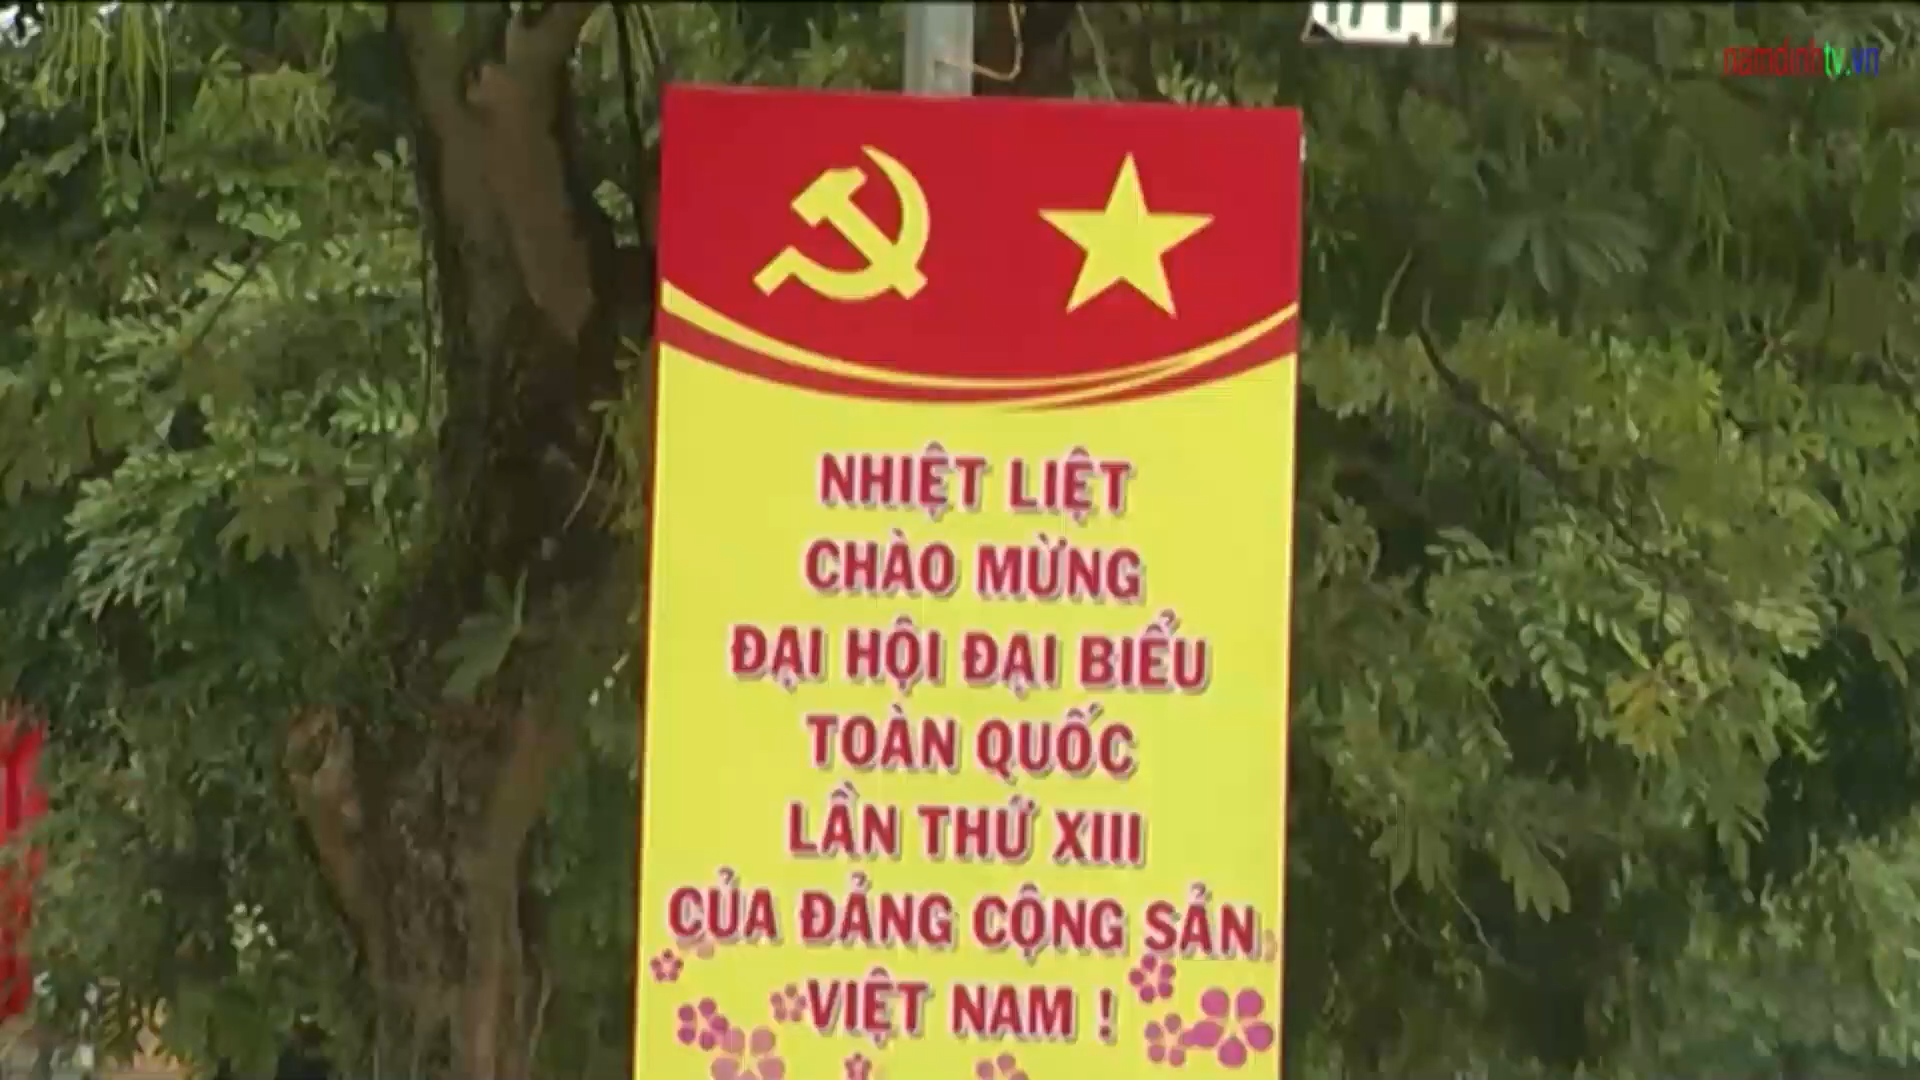 namdinhtv.vn
NHIỆT LIỆT
CHÀO MỪNG
ĐẠI HỘI ĐẠI BIỂU
TOÀN QUỐC
LẦN THỨ XIII
CỦA ĐẢNG CỘNG SẢN
VIỆT NAM !